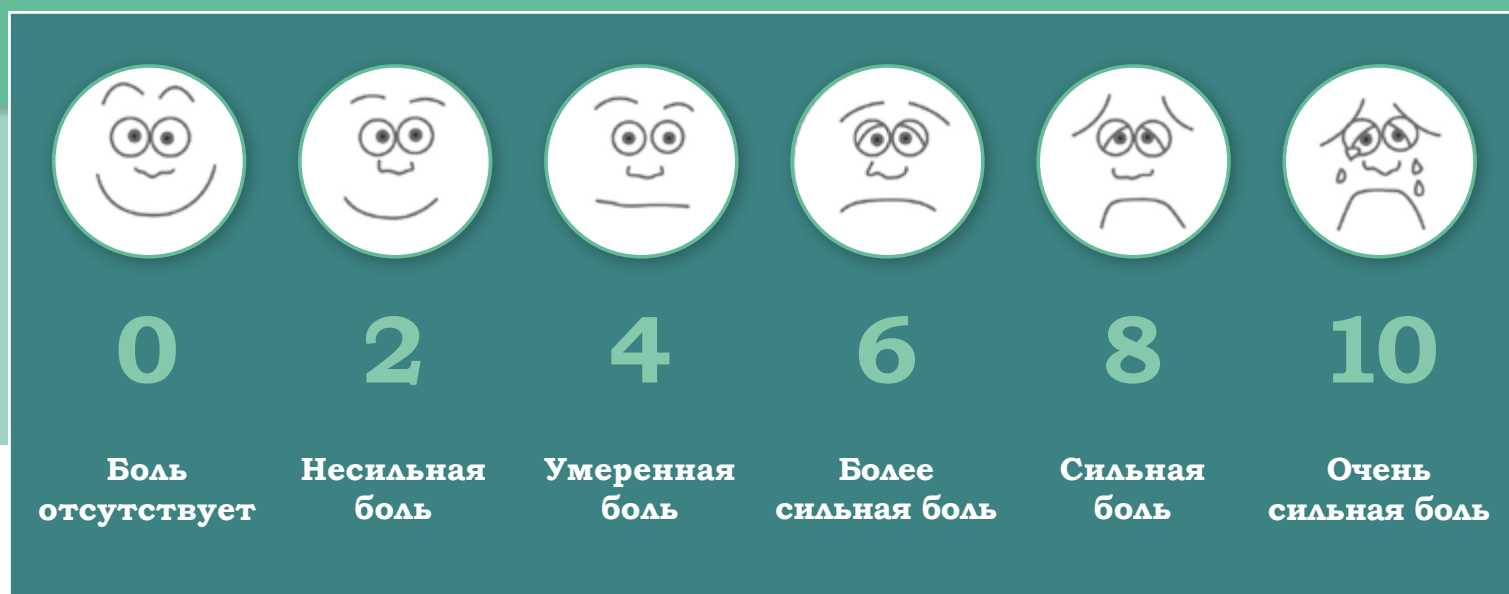 0 2 4 6 8 10
Боль Несильная Умеренная Более Сильная Очень
отсутствует боль боль сильная боль боль сильная боль